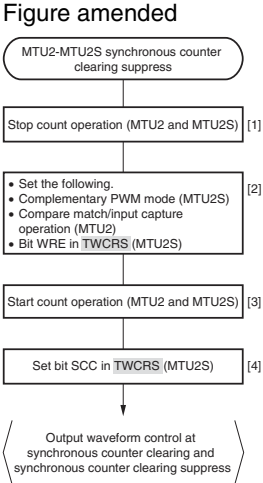 Figure amended
MTU2-MTU2S synchronous counter
clearing suppress
Stop count operation (MTU2 and MTU2S) [1]
• Set the following. [2]
• Complementary PWM mode (MTU2S)
• Compare match/input capture
operation (MTU2)
• Bit WRE in TWCRS (MTU2S)
Start count operation (MTU2 and MTU2S) [3]
Set bit SCC in TWCRS (MTU2S) [4]
Output waveform control at
synchronous counter clearing and
synchronous counter clearing suppress